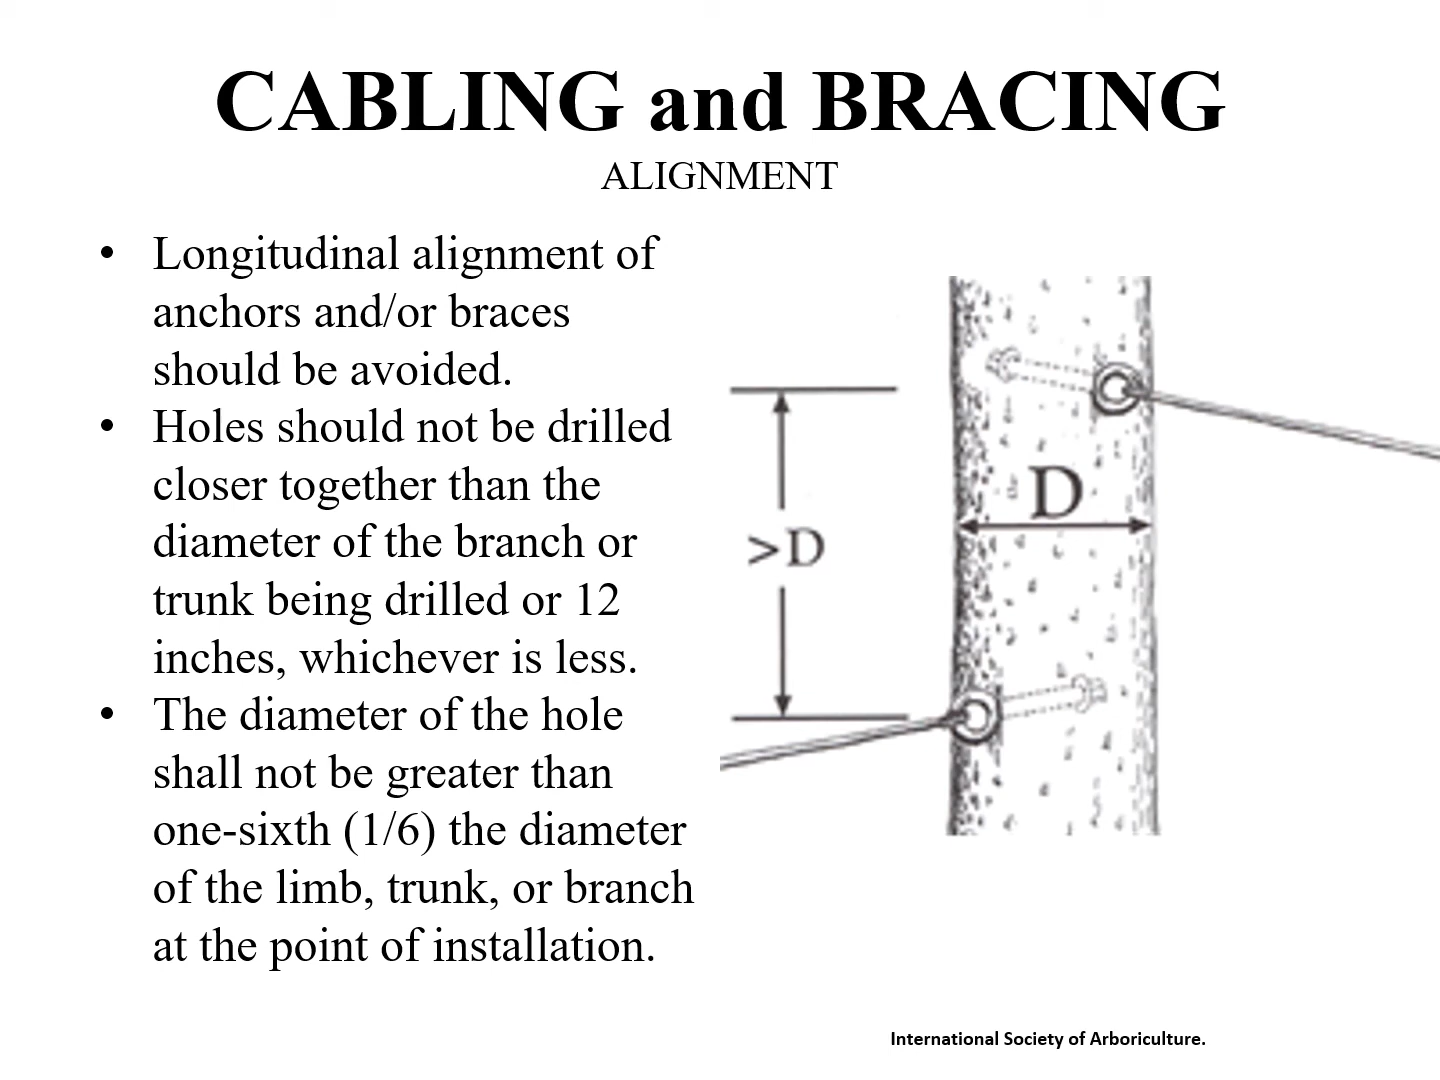 CABLING and BRACING
ALIGNMENT
• Longitudinal alignment of
anchors and/or braces
should be avoided.
• Holes should not be drilled
closer together than the
diameter of the branch or
trunk being drilled or 12
inches, whichever is less.
• The diameter of the hole
shall not be greater than
one-sixth (1/6) the diameter
of the limb, trunk, or branch
at the point of installation.
D
>D
International Society of Arboriculture.